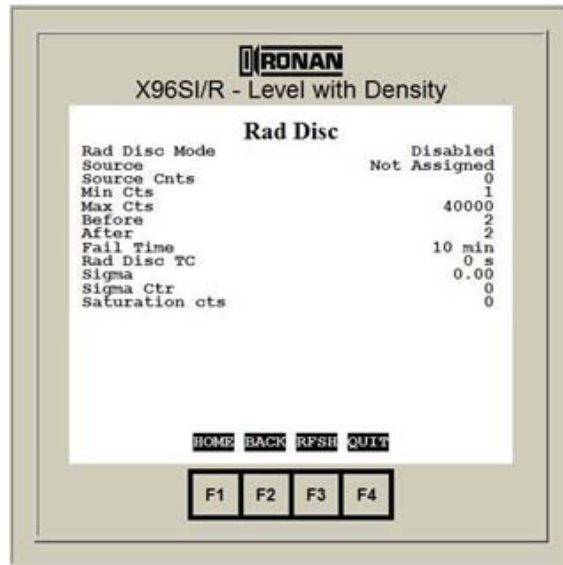 RONAN
X96SI/R - Level with Density
Rad Disc
Rad Disc Mode Disabled
Source Not Assigned
Source Cnts 0
Min Cts 1
Max Cts 40000
Before 2
After 2
Fail Time 10 min
Rad Disc TC 0 s
Sigma 0.00
Sigma Ctr 0
Saturation cts 0
HOME BACK RFSH QUIT
F1 F2 F3 F4